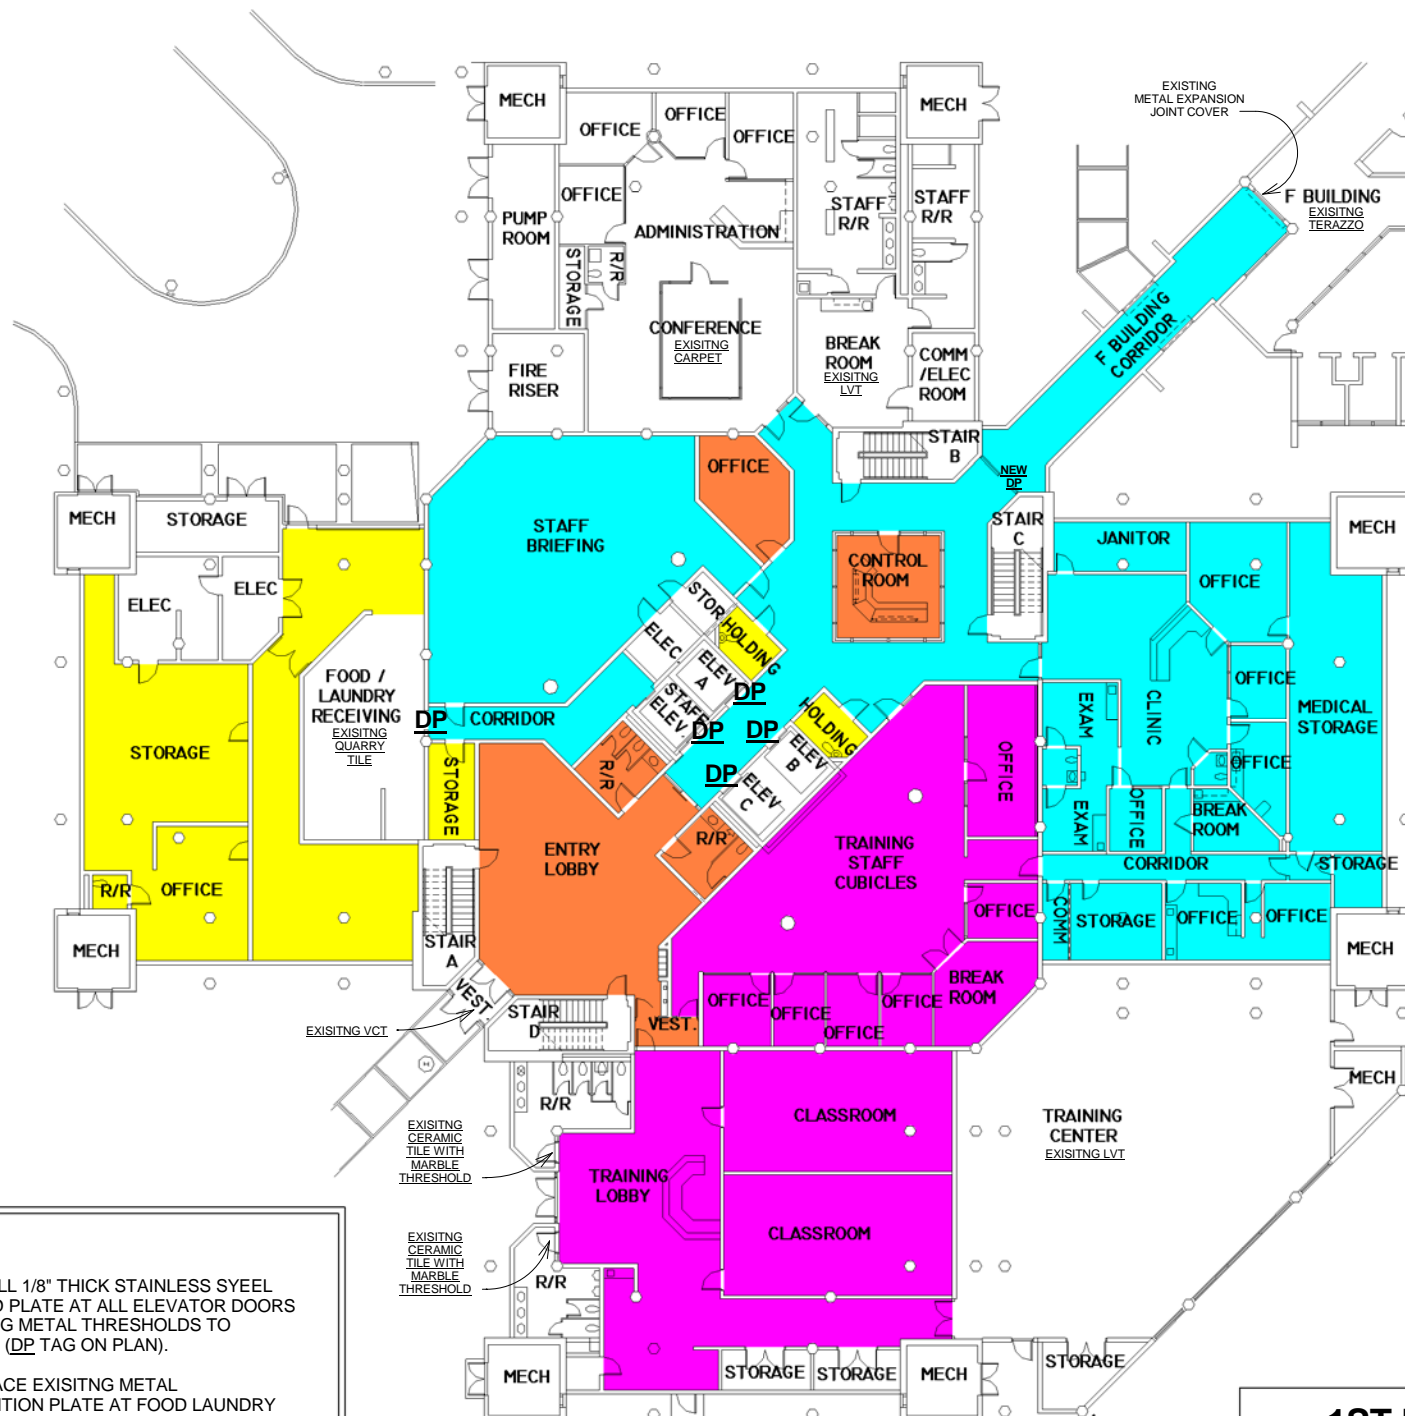 EXISTING
METAL EXPANSION
JOINT COVER
MECH
OFFICE
OFFICE
OFFICE
MECH
OFFICE
PUMP
ROOM
ADMINISTRATION
STAFF
R/R
STAFF
R/R
F BUILDING
EXISITNG
TERAZZO
STORAGE
R/R
CONFERENCE
EXISITNG
CARPET
BREAK
ROOM
EXISITNG
LVT
COMM
/ELEC
ROOM
F BUILDING
CORRIDOR
FIRE
RISER
OFFICE
STAIR
B
NEW
DP
MECH
STORAGE
STAFF
BRIEFING
STAIR
C
JANITOR
MECH
CONTROL
ROOM
OFFICE
ELEC
ELEC
STOR
HOLDING
ELEC
ELEV
A
STAFF
ELEV
DP
DP
DP
DP
HOLDING
ELEV
B
ELEV
C
FOOD /
LAUNDRY
RECEIVING
EXISITNG
QUARRY
TILE
DP
CORRIDOR
STORAGE
STORAGE
R/R
R/R
OFFICE
EXAM
CLINIC
OFFICE
MEDICAL
STORAGE
OFFICE
EXAM
OFFICE
BREAK
ROOM
ENTRY
LOBBY
TRAINING
STAFF
CUBICLES
CORRIDOR
STORAGE
R/R
OFFICE
OFFICE
COMM
STORAGE
OFFICE
OFFICE
MECH
STAIR
A
VEST
EXISITNG VCT
STAIR
D
VEST.
OFFICE
OFFICE
OFFICE
OFFICE
BREAK
ROOM
MECH
MECH
R/R
CLASSROOM
TRAINING
CENTER
EXISITNG LVT
EXISITNG
CERAMIC
TILE WITH
MARBLE
THRESHOLD
TRAINING
LOBBY
CLASSROOM
EXISITNG
CERAMIC
TILE WITH
MARBLE
THRESHOLD
R/R
MECH
STORAGE
STORAGE
MECH
STORAGE
LL 1/8" THICK STAINLESS SYEEL
PLATE AT ALL ELEVATOR DOORS
G METAL THRESHOLDS TO
(DP TAG ON PLAN).
ACE EXISITNG METAL
ITION PLATE AT FOOD LAUNDRY
1ST